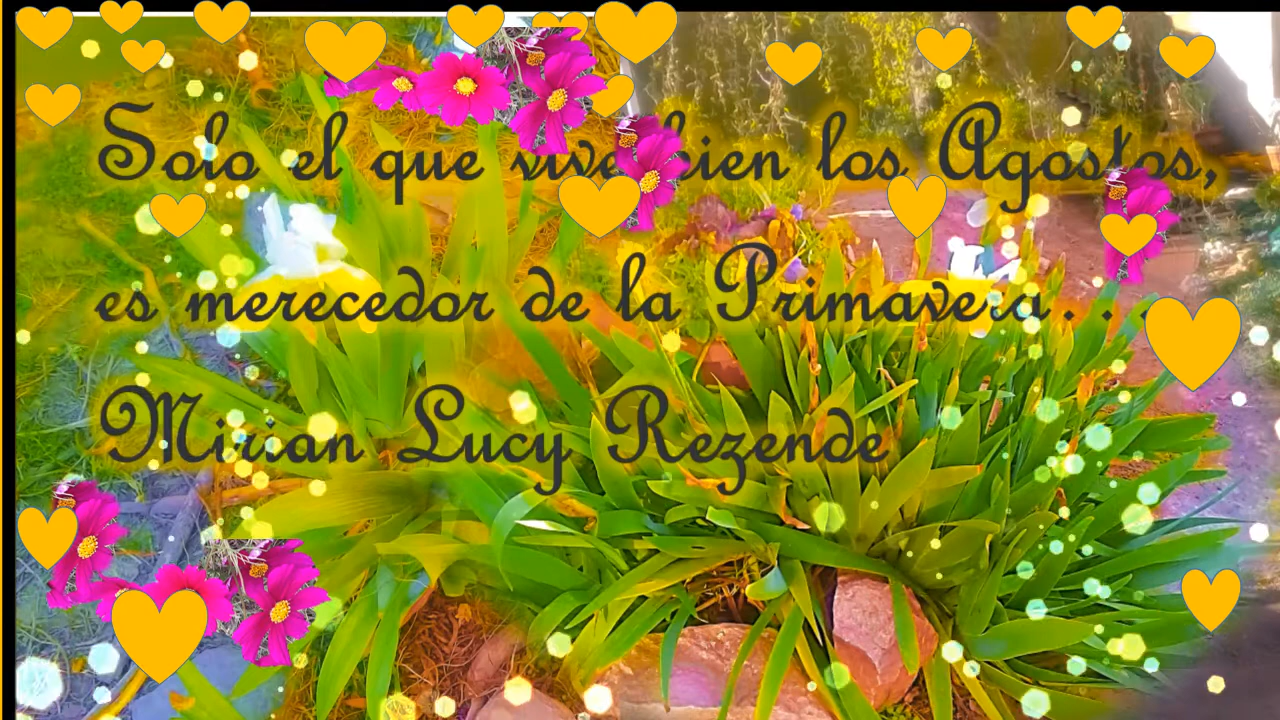 Solo el que vive bien los Agostos,
es merecedor de la Primavera...
Mirian Lucy Rezende